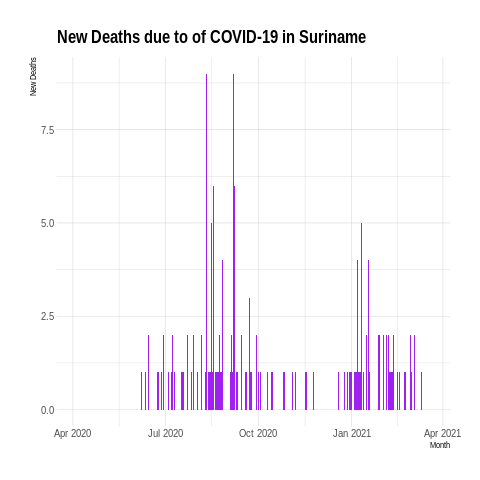 New Deaths due to of COVID-19 in Suriname
New Deaths
7.5
5.0
2.5
0.0
Apr 2020 Jul 2020 Oct 2020 Jan 2021 Apr 2021
Month